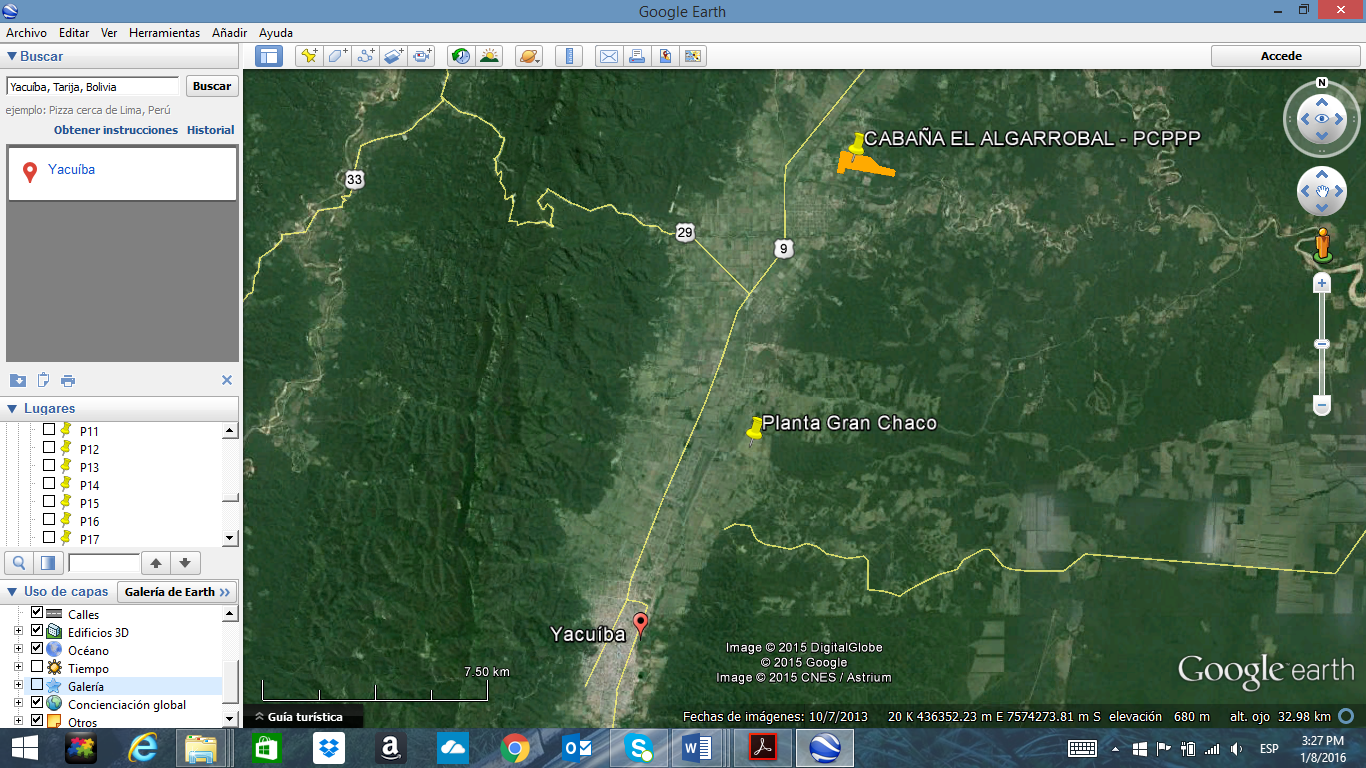 Google Earth
Archivo Editar Ver Herramientas Añadir Ayuda
Buscar
Accede
Yacuíba, Tarija, Bolivia
Buscar
ejemplo: Pizza cerca de Lima, Perú
Obtener instrucciones Historial
Yacuíba
Lugares
P11
P12
P13
P14
P15
P16
P17
Uso de capas
Galería de Earth
Calles
Edificios 3D
Océano
Tiempo
Galería
Concienciación global
Otros
N
CABAÑA EL ALGARROBAL - PCPPP
33
29
9
Planta Gran Chaco
Yacuíba
7.50 km
Image © 2015 DigitalGlobe
© 2015 Google
Image © 2015 CNES / Astrium
Google earth
Guía turística
Fechas de imágenes: 10/7/2013 20 K 436352.23 m E 7574273.81 m S elevación 680 m alt. ojo 32.98 km
ESP
3:27 PM
1/8/2016